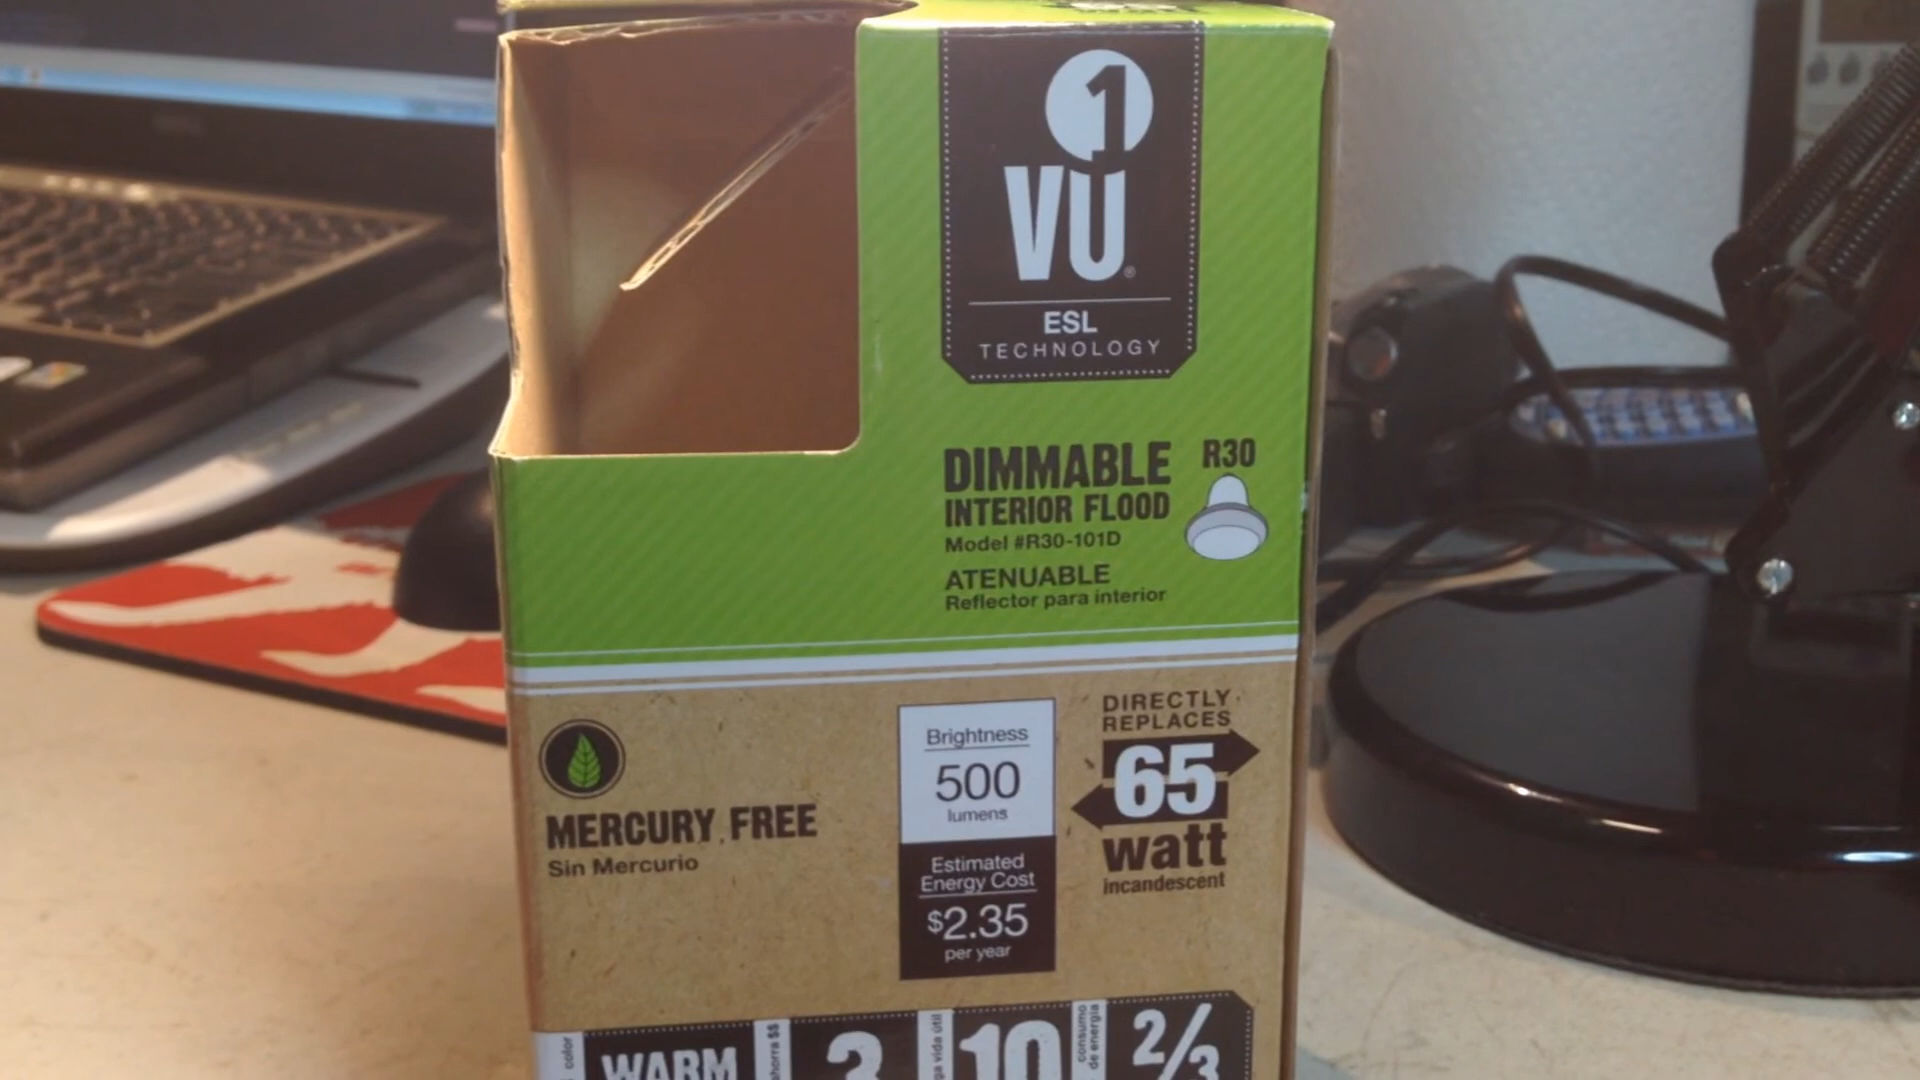 VU1®
ESL
TECHNOLOGY
DIMMABLE
INTERIOR FLOOD
Model #R30-101D
ATENUABLE
Reflector para interior
R30
MERCURY FREE
Sin Mercurio
Brightness
500
lumens
Estimated
Energy Cost
$2.35
per year
DIRECTLY
REPLACES
65
watt
incandescent
color
WARM
ahorra $$
3
ga vida útil
10
consumo
de energía
2/3